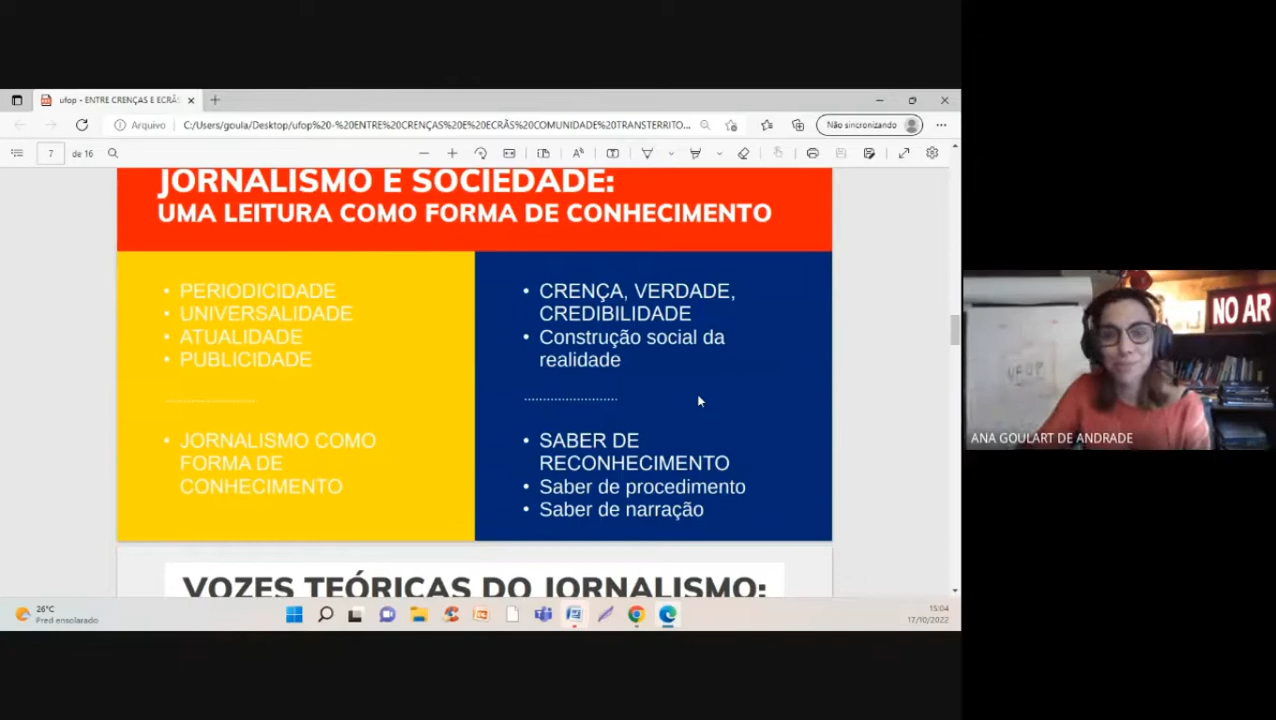 ufop - ENTRE CRENÇAS E ECRÃS
Arquivo
C:/Users/goula/Desktop/ufop%20-%20ENTRE%20CRENÇAS%20E%20ECRÃS%20COMUNIDADE%20TRANSTERRITO...
Não sincronizando
7
de 16
JORNALISMO E SOCIEDADE:
UMA LEITURA COMO FORMA DE CONHECIMENTO
• PERIODICIDADE
• UNIVERSALIDADE
• ATUALIDADE
• PUBLICIDADE
• JORNALISMO COMO
FORMA DE
CONHECIMENTO
• CRENÇA, VERDADE,
CREDIBILIDADE
• Construção social da
realidade
• SABER DE
RECONHECIMENTO
• Saber de procedimento
• Saber de narração
VOZES TEÓRICAS DO JORNALISMO:
26°C
Pred ensolarado
15:04
17/10/2022
NO AR
ANA GOULART DE ANDRADE